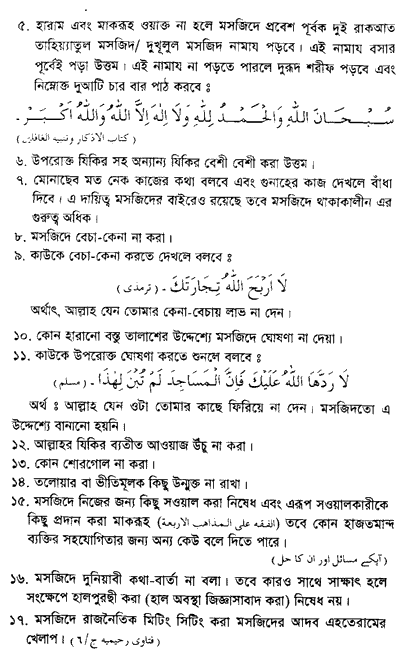 ৫. হারাম এবং মাকরূহ ওয়াক্ত না হলে মসজিদে প্রবেশ পূর্বক দুই রাকআত
তাহিয়্যাতুল মসজিদ/ দুখূলুল মসজিদ নামায পড়বে। এই নামায বসার
পূর্বেই পড়া উত্তম। এই নামায না পড়তে পারলে দুরূদ শরীফ পড়বে এবং
নিম্নোক্ত দুআটি চার বার পাঠ করবে ঃ
سُبْحَانَ اللّٰهِ وَالْحَمْدُ لِلّٰهِ وَلَا اِلٰهَ اِلَّا اللّٰهُ وَاللّٰهُ اَكْبَرُ ـ
(كتاب الاذكار وتنبيه الغافلين)
৬. উপরোক্ত যিকির সহ অন্যান্য যিকির বেশী বেশী করা উত্তম।
৭. মোনাছেব মত নেক কাজের কথা বলবে এবং গুনাহের কাজ দেখলে বাঁধা
দিবে। এ দায়িত্ব মসজিদের বাইরেও রয়েছে তবে মসজিদে থাকাকালীন এর
গুরুত্ব অধিক।
৮. মসজিদে বেচা-কেনা না করা।
৯. কাউকে বেচা-কেনা করতে দেখলে বলবে ঃ
لَا اَرْبَحَ اللّٰهُ تِجَارَتَكَ ـ (ترمذى)
অর্থাৎ, আল্লাহ যেন তোমার কেনা-বেচায় লাভ না দেন।
১০. কোন হারানো বস্তু তালাশের উদ্দেশ্যে মসজিদে ঘোষণা না দেয়া।
১১. কাউকে উপরোক্ত ঘোষণা করতে শুনলে বলবে ঃ
لَا رَدَّهَا اللّٰهُ عَلَيْكَ فَاِنَّ الْمَسَاجِدَ لَمْ تُبْنَ لِهٰذَا ـ (مسلم)
অর্থ ঃ আল্লাহ যেন ওটা তোমার কাছে ফিরিয়ে না দেন। মসজিদতো এ
উদ্দেশ্যে বানানো হয়নি।
১২. আল্লাহর যিকির ব্যতীত আওয়াজ উঁচু না করা।
১৩. কোন শোরগোল না করা।
১৪. তলোয়ার বা ভীতিমূলক কিছু উন্মুক্ত না রাখা।
১৫. মসজিদে নিজের জন্য কিছু সওয়াল করা নিষেধ এবং এরূপ সওয়ালকারীকে
কিছু প্রদান করা মাকরূহ (الفقه على المذاهب الاربعة) তবে কোন হাজতমান্দ
ব্যক্তির সহযোগিতার জন্য অন্য কেউ বলে দিতে পারে।
(آپکے مسائل اور ان کا حل)
১৬. মসজিদে দুনিয়াবী কথা-বার্তা না বলা। তবে কারও সাথে সাক্ষাৎ হলে
সংক্ষেপে হালপুরছী করা (হাল অবস্থা জিজ্ঞাসাবাদ করা) নিষেধ নয়।
১৭. মসজিদে রাজনৈতিক মিটিং সিটিং করা মসজিদের আদব এহতেরামের
খেলাপ। (فتاوى رحيميه ج/٦)